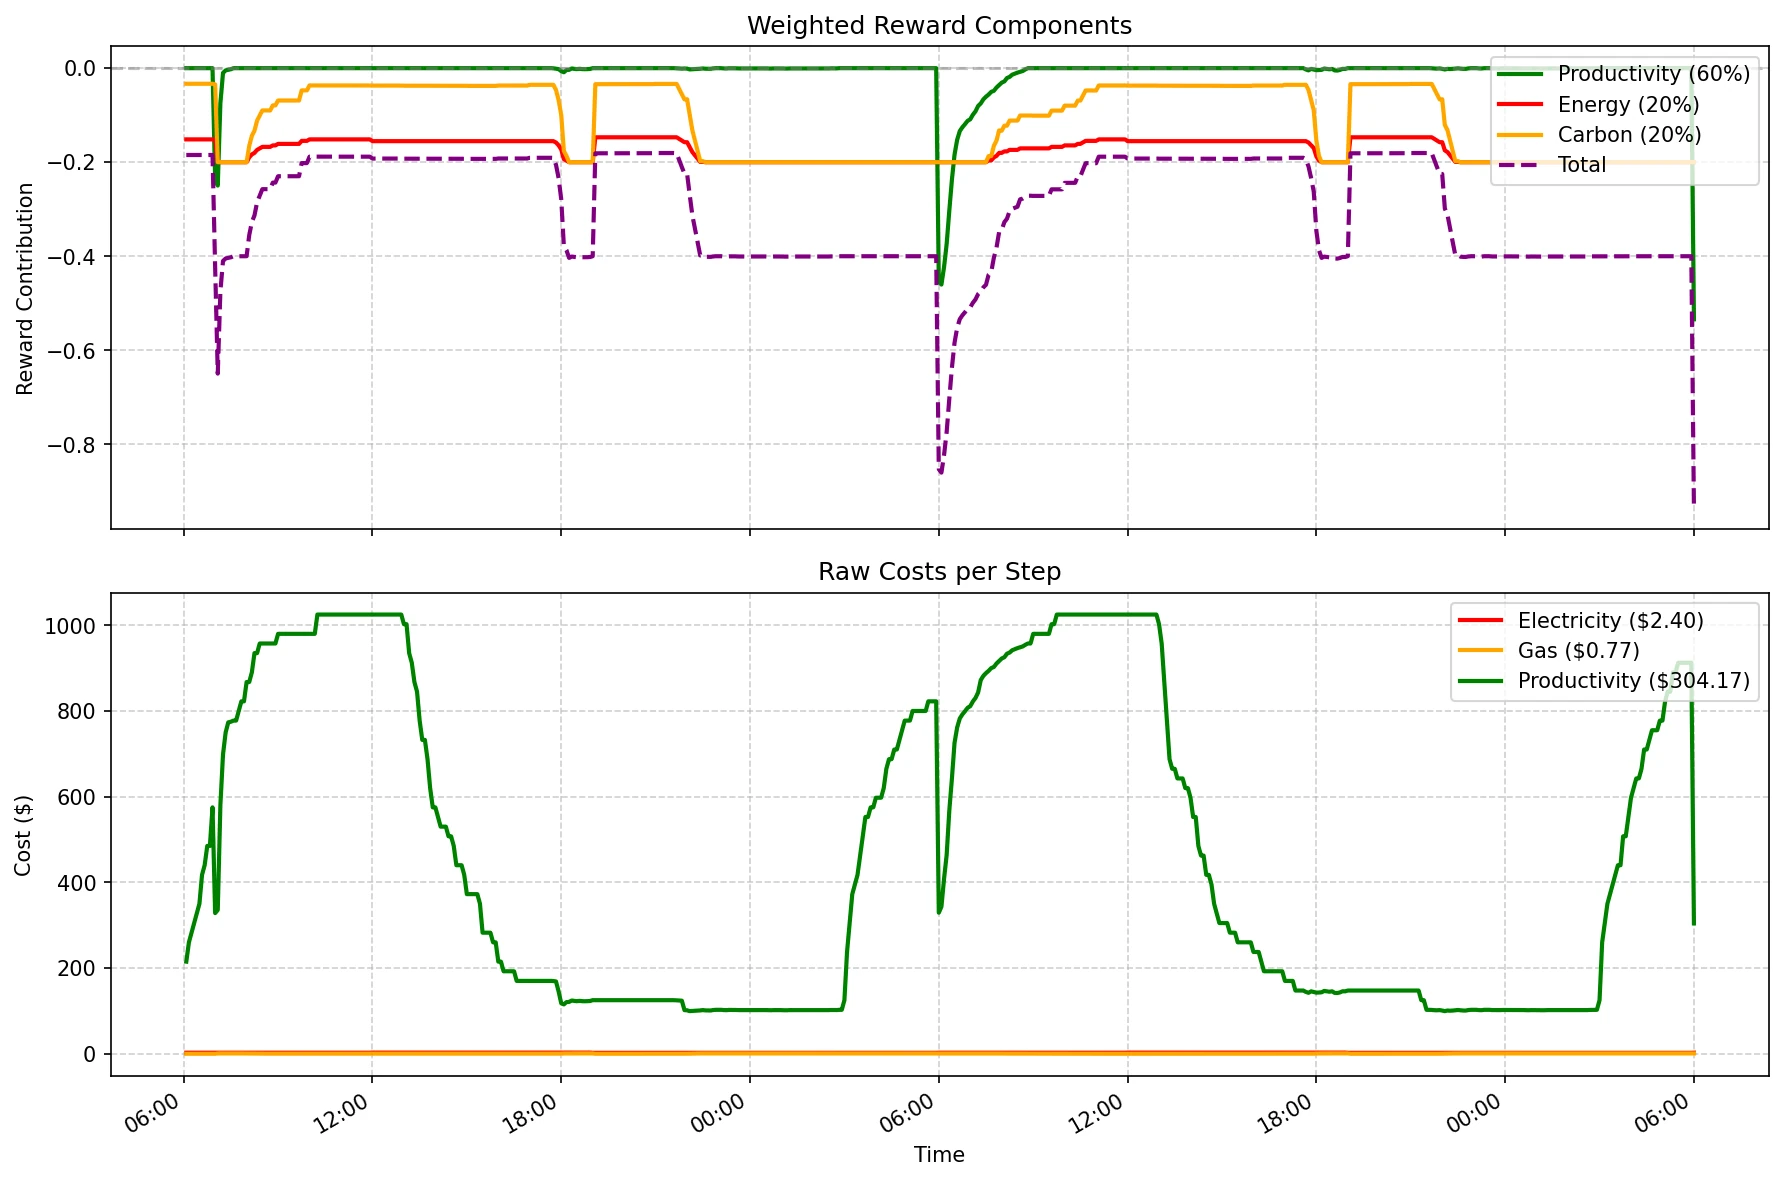 Weighted Reward Components
Reward Contribution
0.0
−0.2
−0.4
−0.6
−0.8
Productivity (60%)
Energy (20%)
Carbon (20%)
Total
Raw Costs per Step
Cost ($)
1000
800
600
400
200
0
Electricity ($2.40)
Gas ($0.77)
Productivity ($304.17)
06:00
12:00
18:00
00:00
06:00
12:00
18:00
00:00
06:00
Time